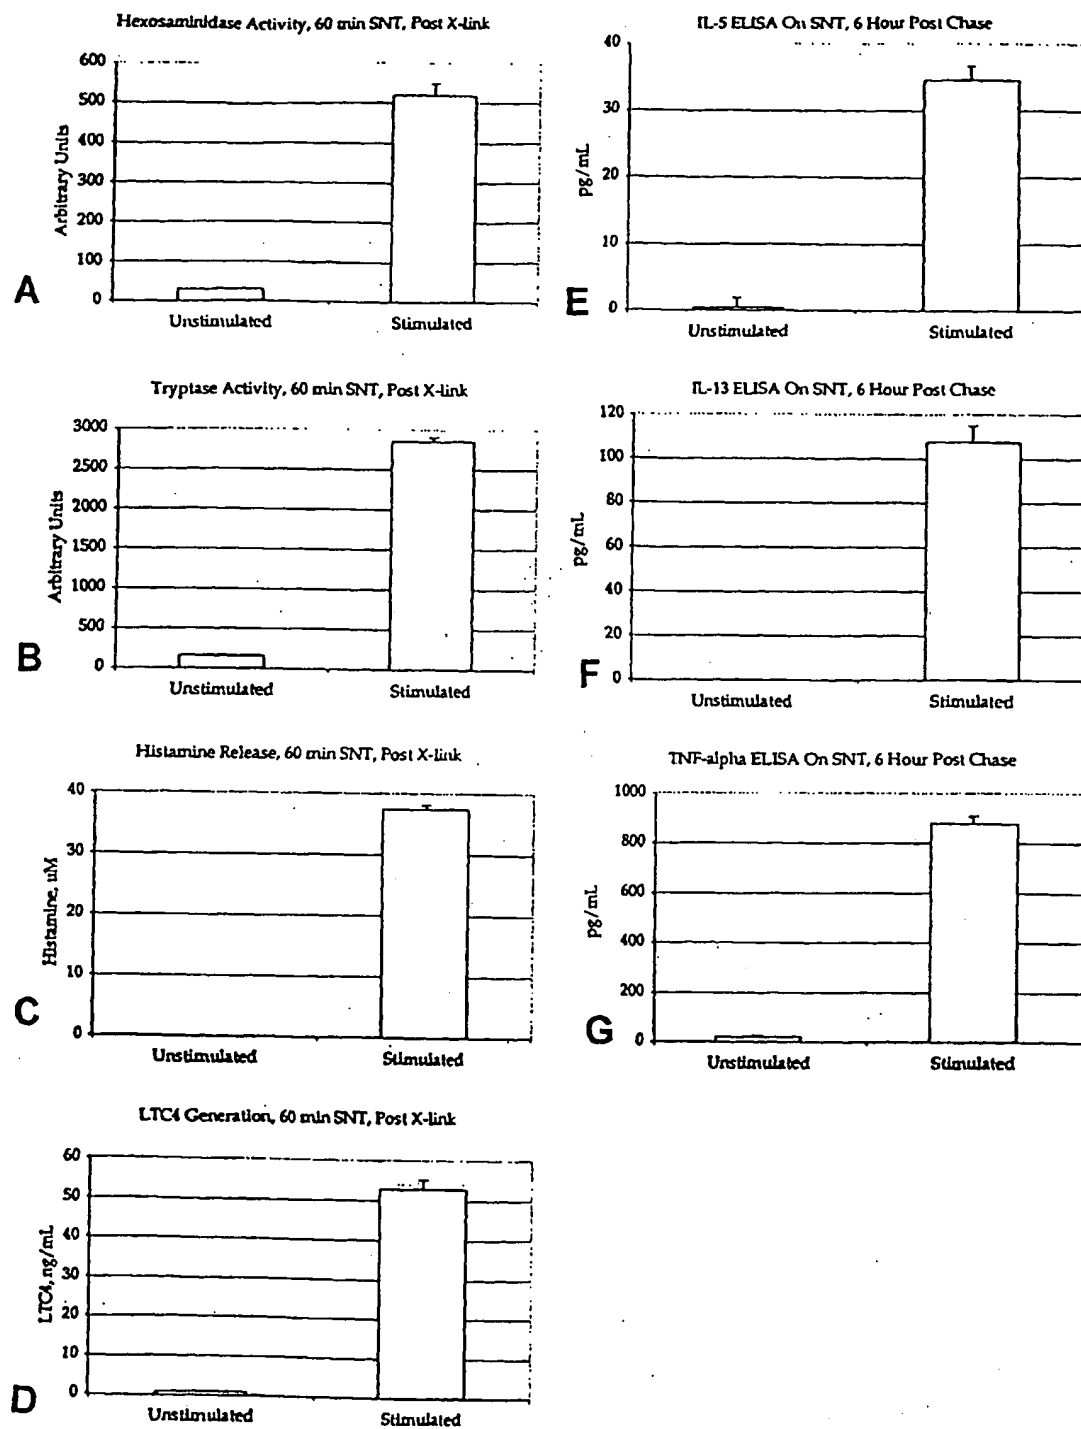 Hexosaminidase Activity, 60 min SNT, Post X-link
600
500
400
300
200
100
0
Arbitrary Units
A
Unstimulated
Stimulated
Tryptase Activity, 60 min SNT, Post X-link
3000
2500
2000
1500
1000
500
0
Arbitrary Units
B
Unstimulated
Stimulated
Histamine Release, 60 min SNT, Post X-link
40
30
20
10
0
Histamine, uM
C
Unstimulated
Stimulated
LTC4 Generation, 60 min SNT, Post X-link
60
50
40
30
20
10
0
LTC4, ng/mL
D
Unstimulated
Stimulated
IL-5 ELISA On SNT, 6 Hour Post Chase
40
30
20
10
0
pg/mL
E
Unstimulated
Stimulated
IL-13 ELISA On SNT, 6 Hour Post Chase
120
100
80
60
40
20
0
pg/mL
F
Unstimulated
Stimulated
TNF-alpha ELISA On SNT, 6 Hour Post Chase
1000
800
600
400
200
0
pg/mL
G
Unstimulated
Stimulated